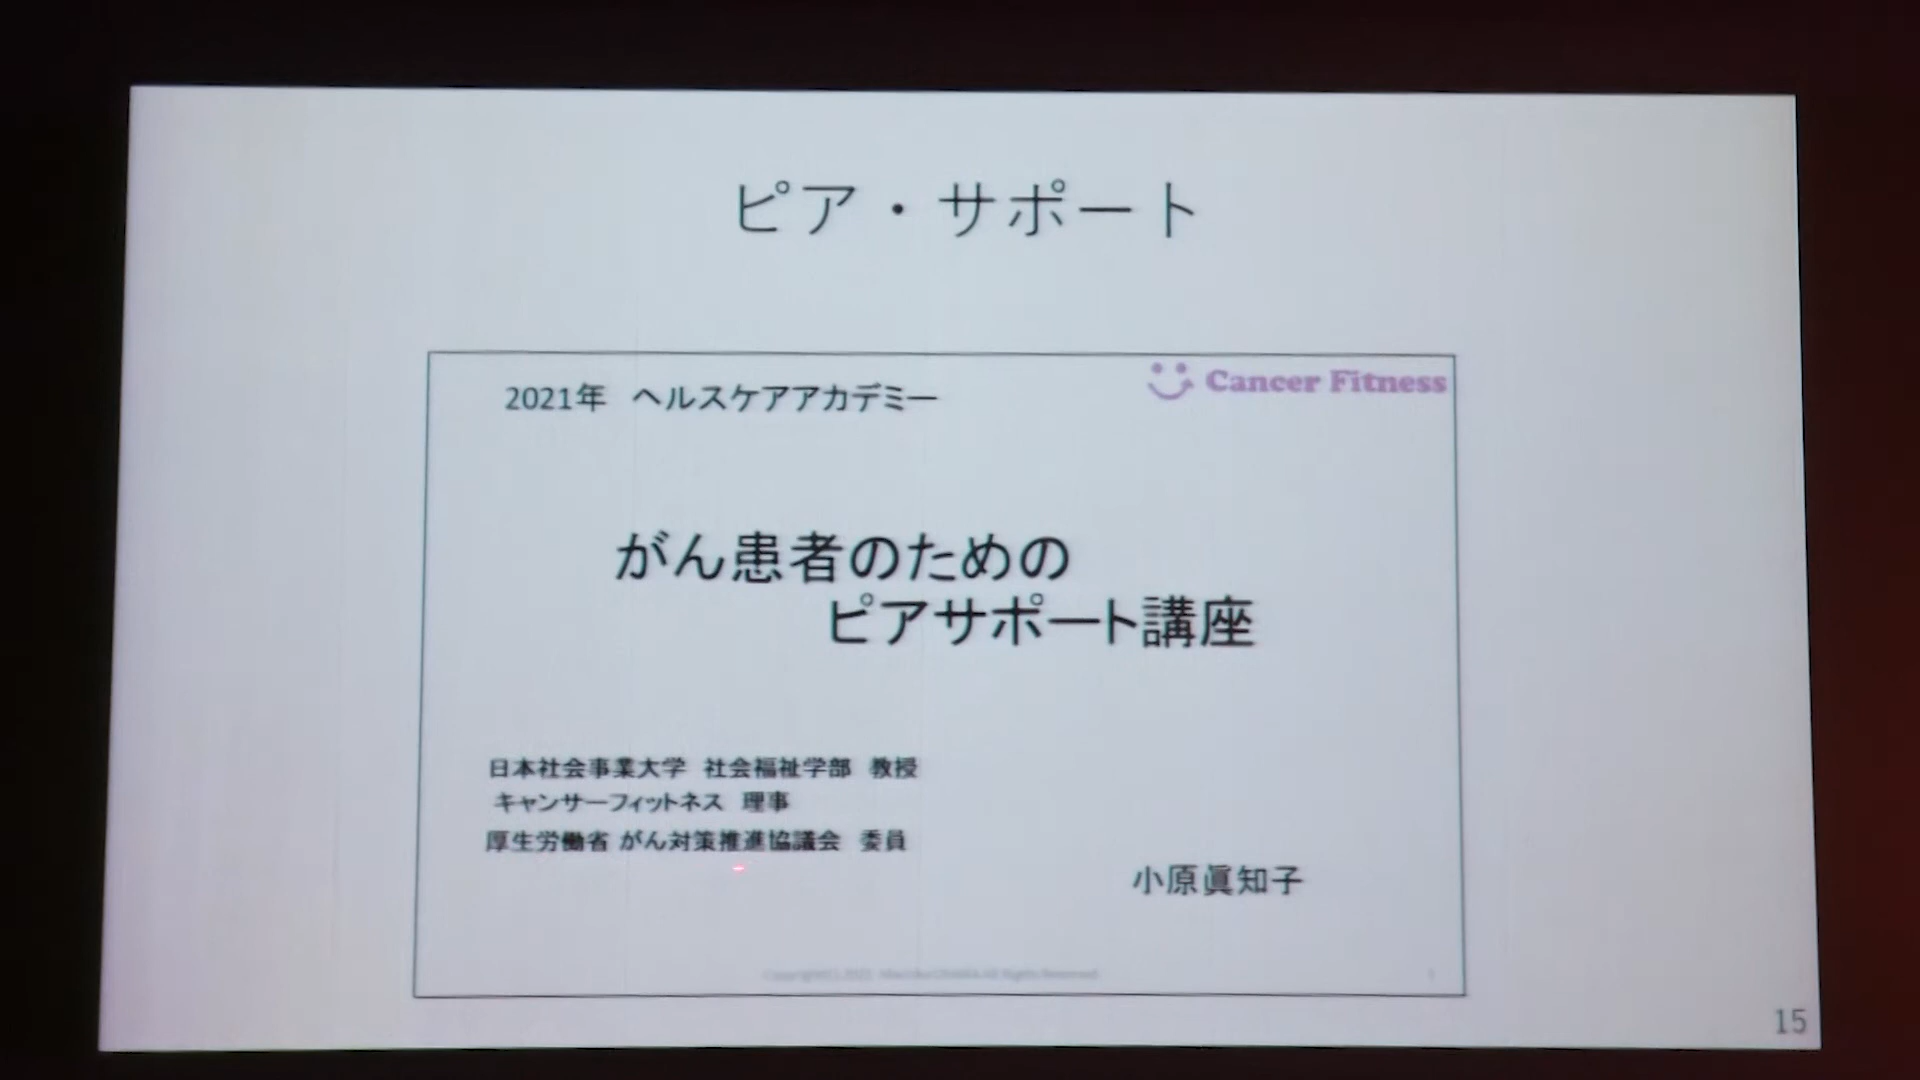 ピア・サポート
2021年 ヘルスケアアカデミー
Cancer Fitness
がん患者のための
ピアサポート講座
日本社会事業大学 社会福祉学部 教授
キャンサーフィットネス 理事
厚生労働省 がん対策推進協議会 委員
小原眞知子
All Rights Reserved
15